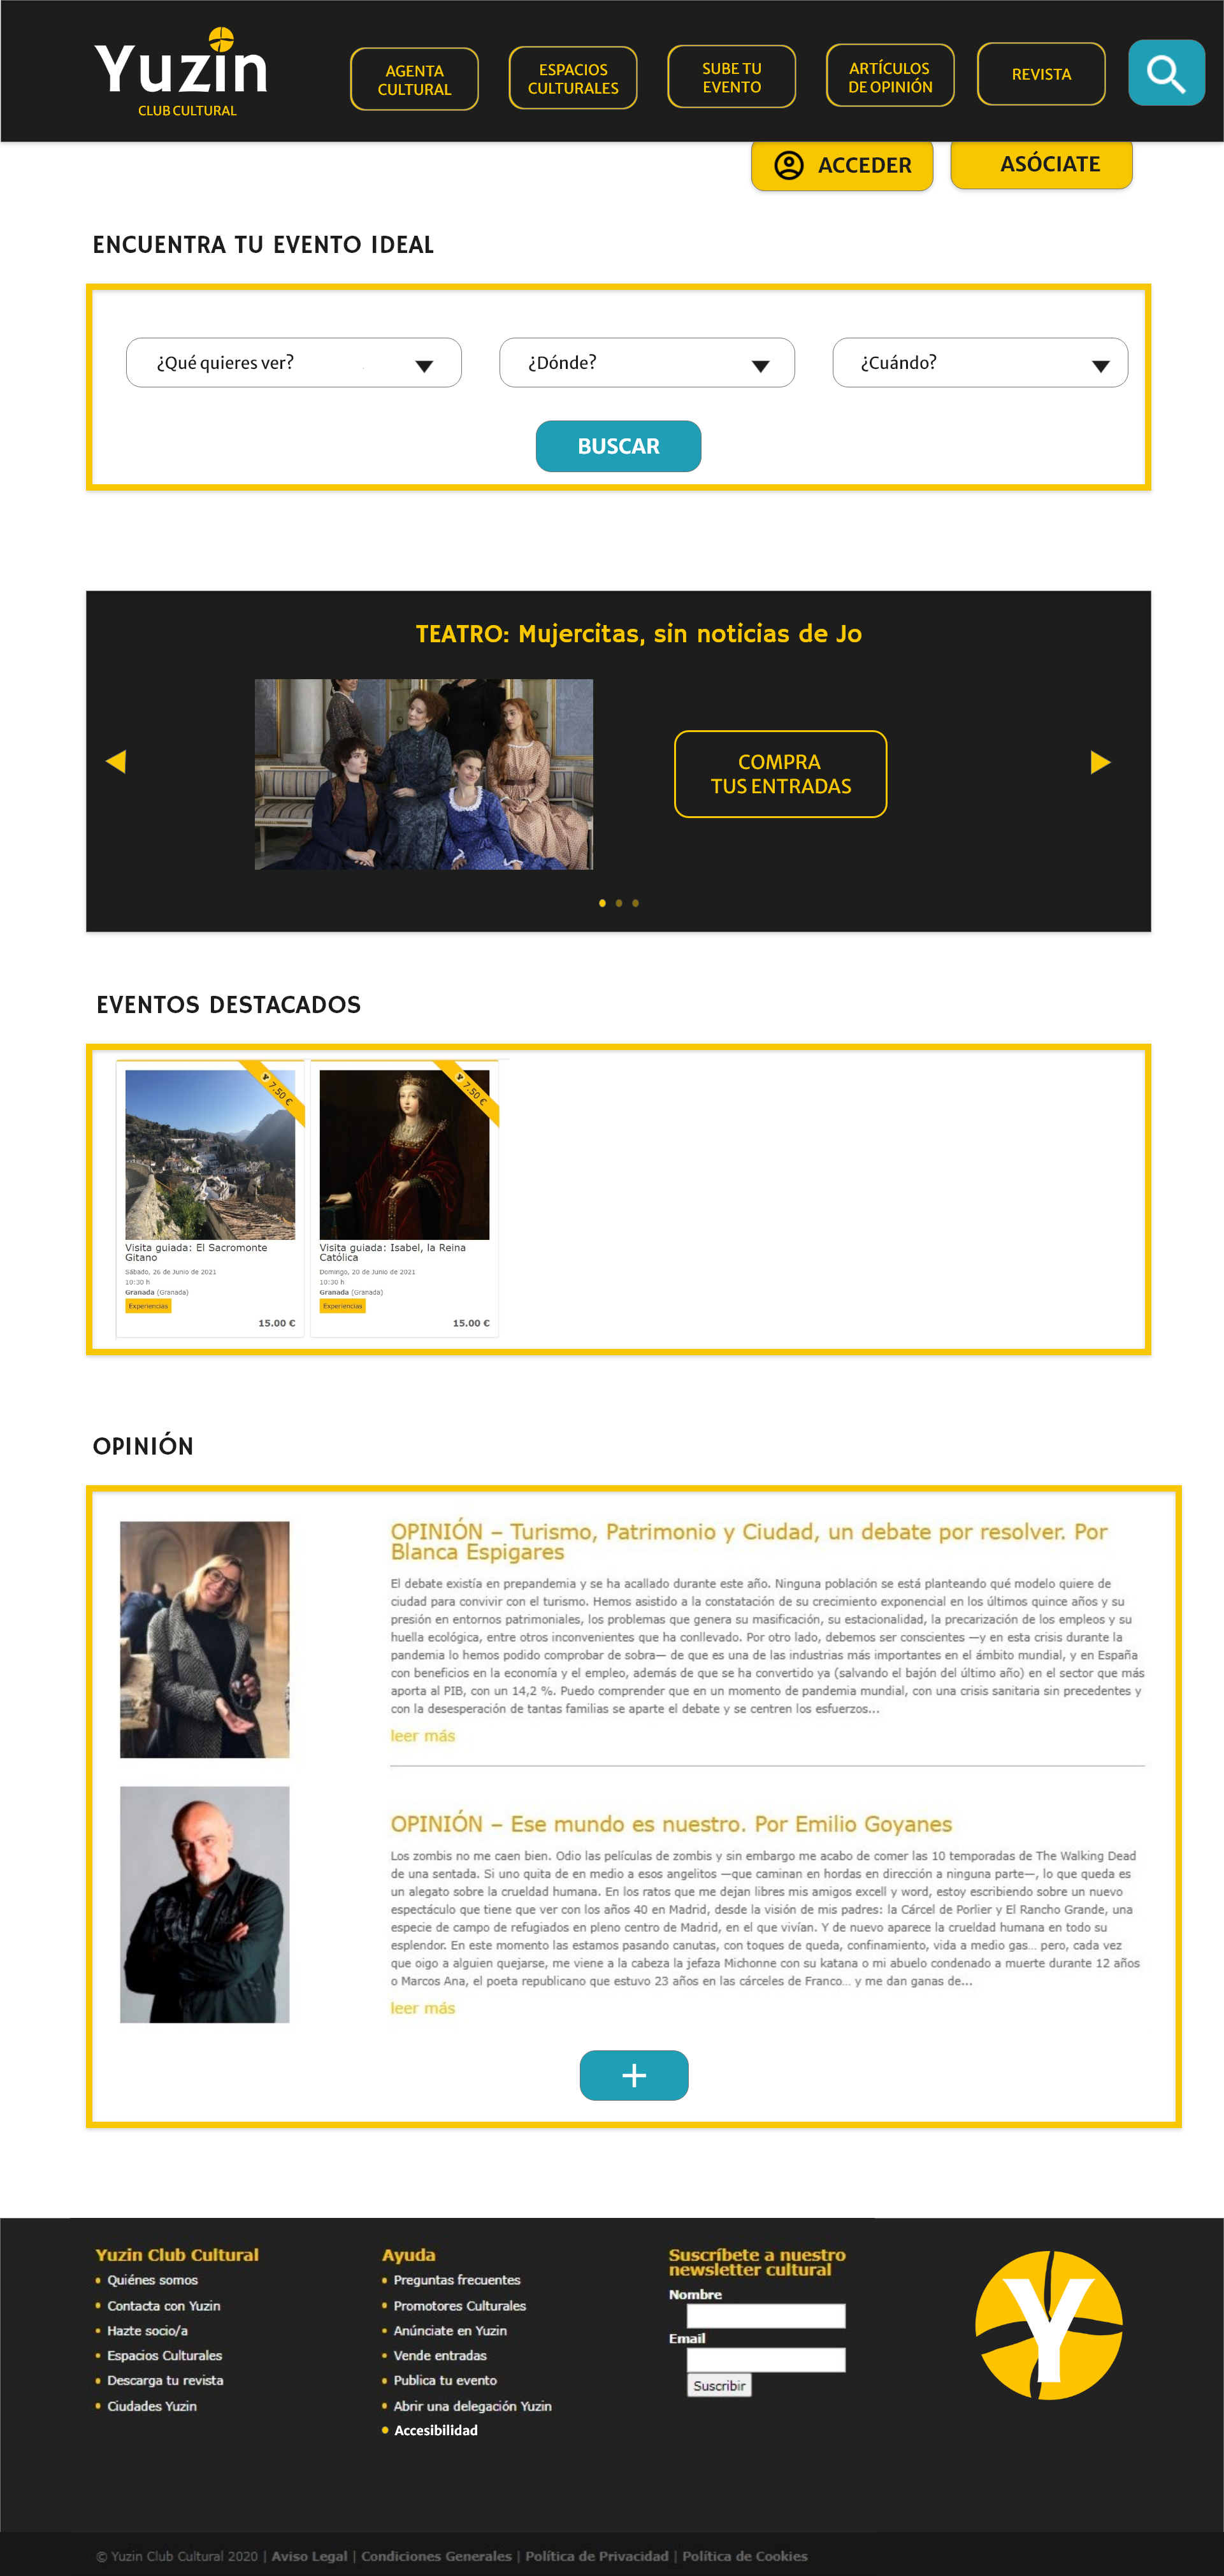 Yuzin
CLUB CULTURAL
AGENTA
CULTURAL
ESPACIOS
CULTURALES
SUBE TU
EVENTO
ARTÍCULOS
DE OPINIÓN
REVISTA
ACCEDER
ASÓCIATE
ENCUENTRA TU EVENTO IDEAL
¿Qué quieres ver?
¿Dónde?
¿Cuándo?
BUSCAR
TEATRO: Mujercitas, sin noticias de Jo
COMPRA
TUS ENTRADAS
EVENTOS DESTACADOS
7.50 €
Visita guiada: El Sacromonte
Gitano
Sábado, 26 de Junio de 2021
10:30 h
Granada (Granada)
Experiencias
15.00 €
7.50 €
Visita guiada: Isabel, la Reina
Católica
Domingo, 20 de Junio de 2021
10:30 h
Granada (Granada)
Experiencias
15.00 €
OPINIÓN
OPINIÓN – Turismo, Patrimonio y Ciudad, un debate por resolver. Por
Blanca Espigares
El debate existía en prepandemia y se ha acallado durante este año. Ninguna población se está planteando qué modelo quiere de
ciudad para convivir con el turismo. Hemos asistido a la constatación de su crecimiento exponencial en los últimos quince años y su
presión en entornos patrimoniales, los problemas que genera su masificación, su estacionalidad, la precarización de los empleos y su
huella ecológica, entre otros inconvenientes que ha conllevado. Por otro lado, debemos ser conscientes —y en esta crisis durante la
pandemia lo hemos podido comprobar de sobra— de que es una de las industrias más importantes en el ámbito mundial, y en España
con beneficios en la economía y el empleo, además de que se ha convertido ya (salvando el bajón del último año) en el sector que más
aporta al PIB, con un 14,2 %. Puedo comprender que en un momento de pandemia mundial, con una crisis sanitaria sin precedentes y
con la desesperación de tantas familias se aparte el debate y se centren los esfuerzos...
leer más
OPINIÓN – Ese mundo es nuestro. Por Emilio Goyanes
Los zombis no me caen bien. Odio las películas de zombis y sin embargo me acabo de comer las 10 temporadas de The Walking Dead
de una sentada. Si uno quita de en medio a esos angelitos —que caminan en hordas en dirección a ninguna parte—, lo que queda es
un alegato sobre la crueldad humana. En los ratos que me dejan libres mis amigos excell y word, estoy escribiendo sobre un nuevo
espectáculo que tiene que ver con los años 40 en Madrid, desde la visión de mis padres: la Cárcel de Porlier y El Rancho Grande, una
especie de campo de refugiados en pleno centro de Madrid, en el que vivían. Y de nuevo aparece la crueldad humana en todo su
esplendor. En este momento las estamos pasando canutas, con toques de queda, confinamiento, vida a medio gas... pero, cada vez
que oigo a alguien quejarse, me viene a la cabeza la jefaza Michonne con su katana o mi abuelo condenado a muerte durante 12 años
o Marcos Ana, el poeta republicano que estuvo 23 años en las cárceles de Franco... y me dan ganas de...
leer más
+
Yuzin Club Cultural
Quiénes somos
Contacta con Yuzin
Hazte socio/a
Espacios Culturales
Descarga tu revista
Ciudades Yuzin
Ayuda
Preguntas frecuentes
Promotores Culturales
Anúnciate en Yuzin
Vende entradas
Publica tu evento
Abrir una delegación Yuzin
Accesibilidad
Suscríbete a nuestro
newsletter cultural
Nombre
Email
Suscribir
Y
© Yuzin Club Cultural 2020 | Aviso Legal | Condiciones Generales | Política de Privacidad | Política de Cookies